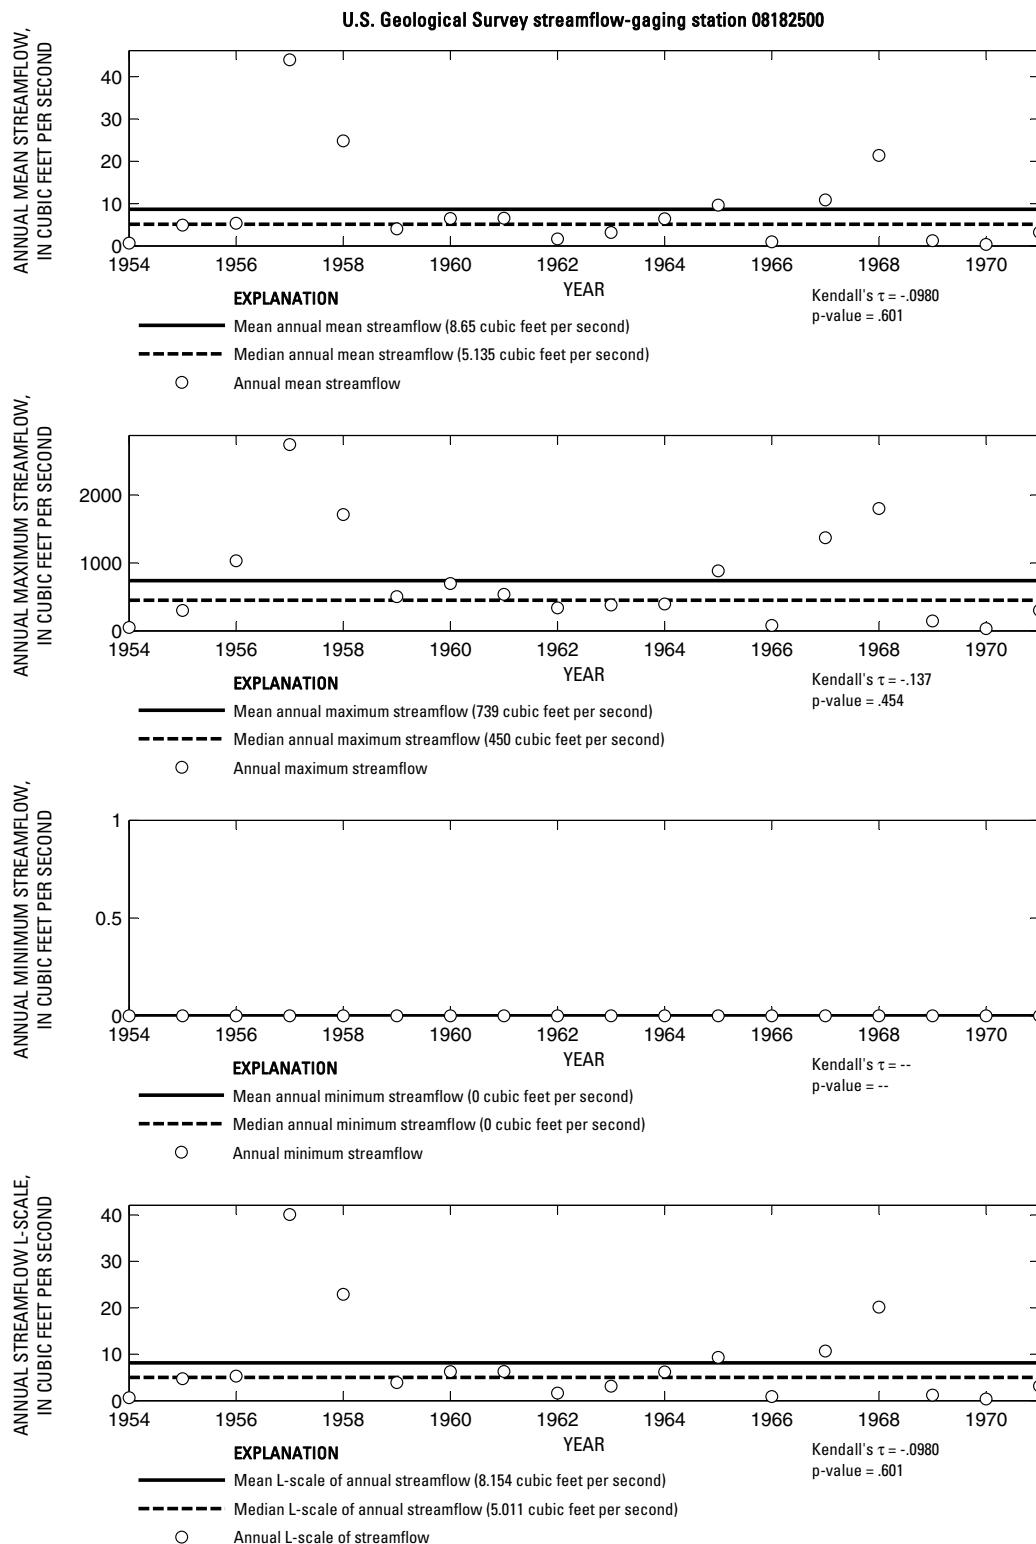 U.S. Geological Survey streamflow-gaging station 08182500
ANNUAL MEAN STREAMFLOW,
IN CUBIC FEET PER SECOND
40
30
20
10
0
1954 1956 1958 1960 1962 1964 1966 1968 1970
YEAR
Kendall's τ = -.0980
p-value = .601
EXPLANATION
Mean annual mean streamflow (8.65 cubic feet per second)
Median annual mean streamflow (5.135 cubic feet per second)
Annual mean streamflow
ANNUAL MAXIMUM STREAMFLOW,
IN CUBIC FEET PER SECOND
2000
1000
0
1954 1956 1958 1960 1962 1964 1966 1968 1970
YEAR
Kendall's τ = -.137
p-value = .454
EXPLANATION
Mean annual maximum streamflow (739 cubic feet per second)
Median annual maximum streamflow (450 cubic feet per second)
Annual maximum streamflow
ANNUAL MINIMUM STREAMFLOW,
IN CUBIC FEET PER SECOND
1
0.5
0
1954 1956 1958 1960 1962 1964 1966 1968 1970
YEAR
Kendall's τ = --
p-value = --
EXPLANATION
Mean annual minimum streamflow (0 cubic feet per second)
Median annual minimum streamflow (0 cubic feet per second)
Annual minimum streamflow
ANNUAL STREAMFLOW L-SCALE,
IN CUBIC FEET PER SECOND
40
30
20
10
0
1954 1956 1958 1960 1962 1964 1966 1968 1970
YEAR
Kendall's τ = -.0980
p-value = .601
EXPLANATION
Mean L-scale of annual streamflow (8.154 cubic feet per second)
Median L-scale of annual streamflow (5.011 cubic feet per second)
Annual L-scale of streamflow